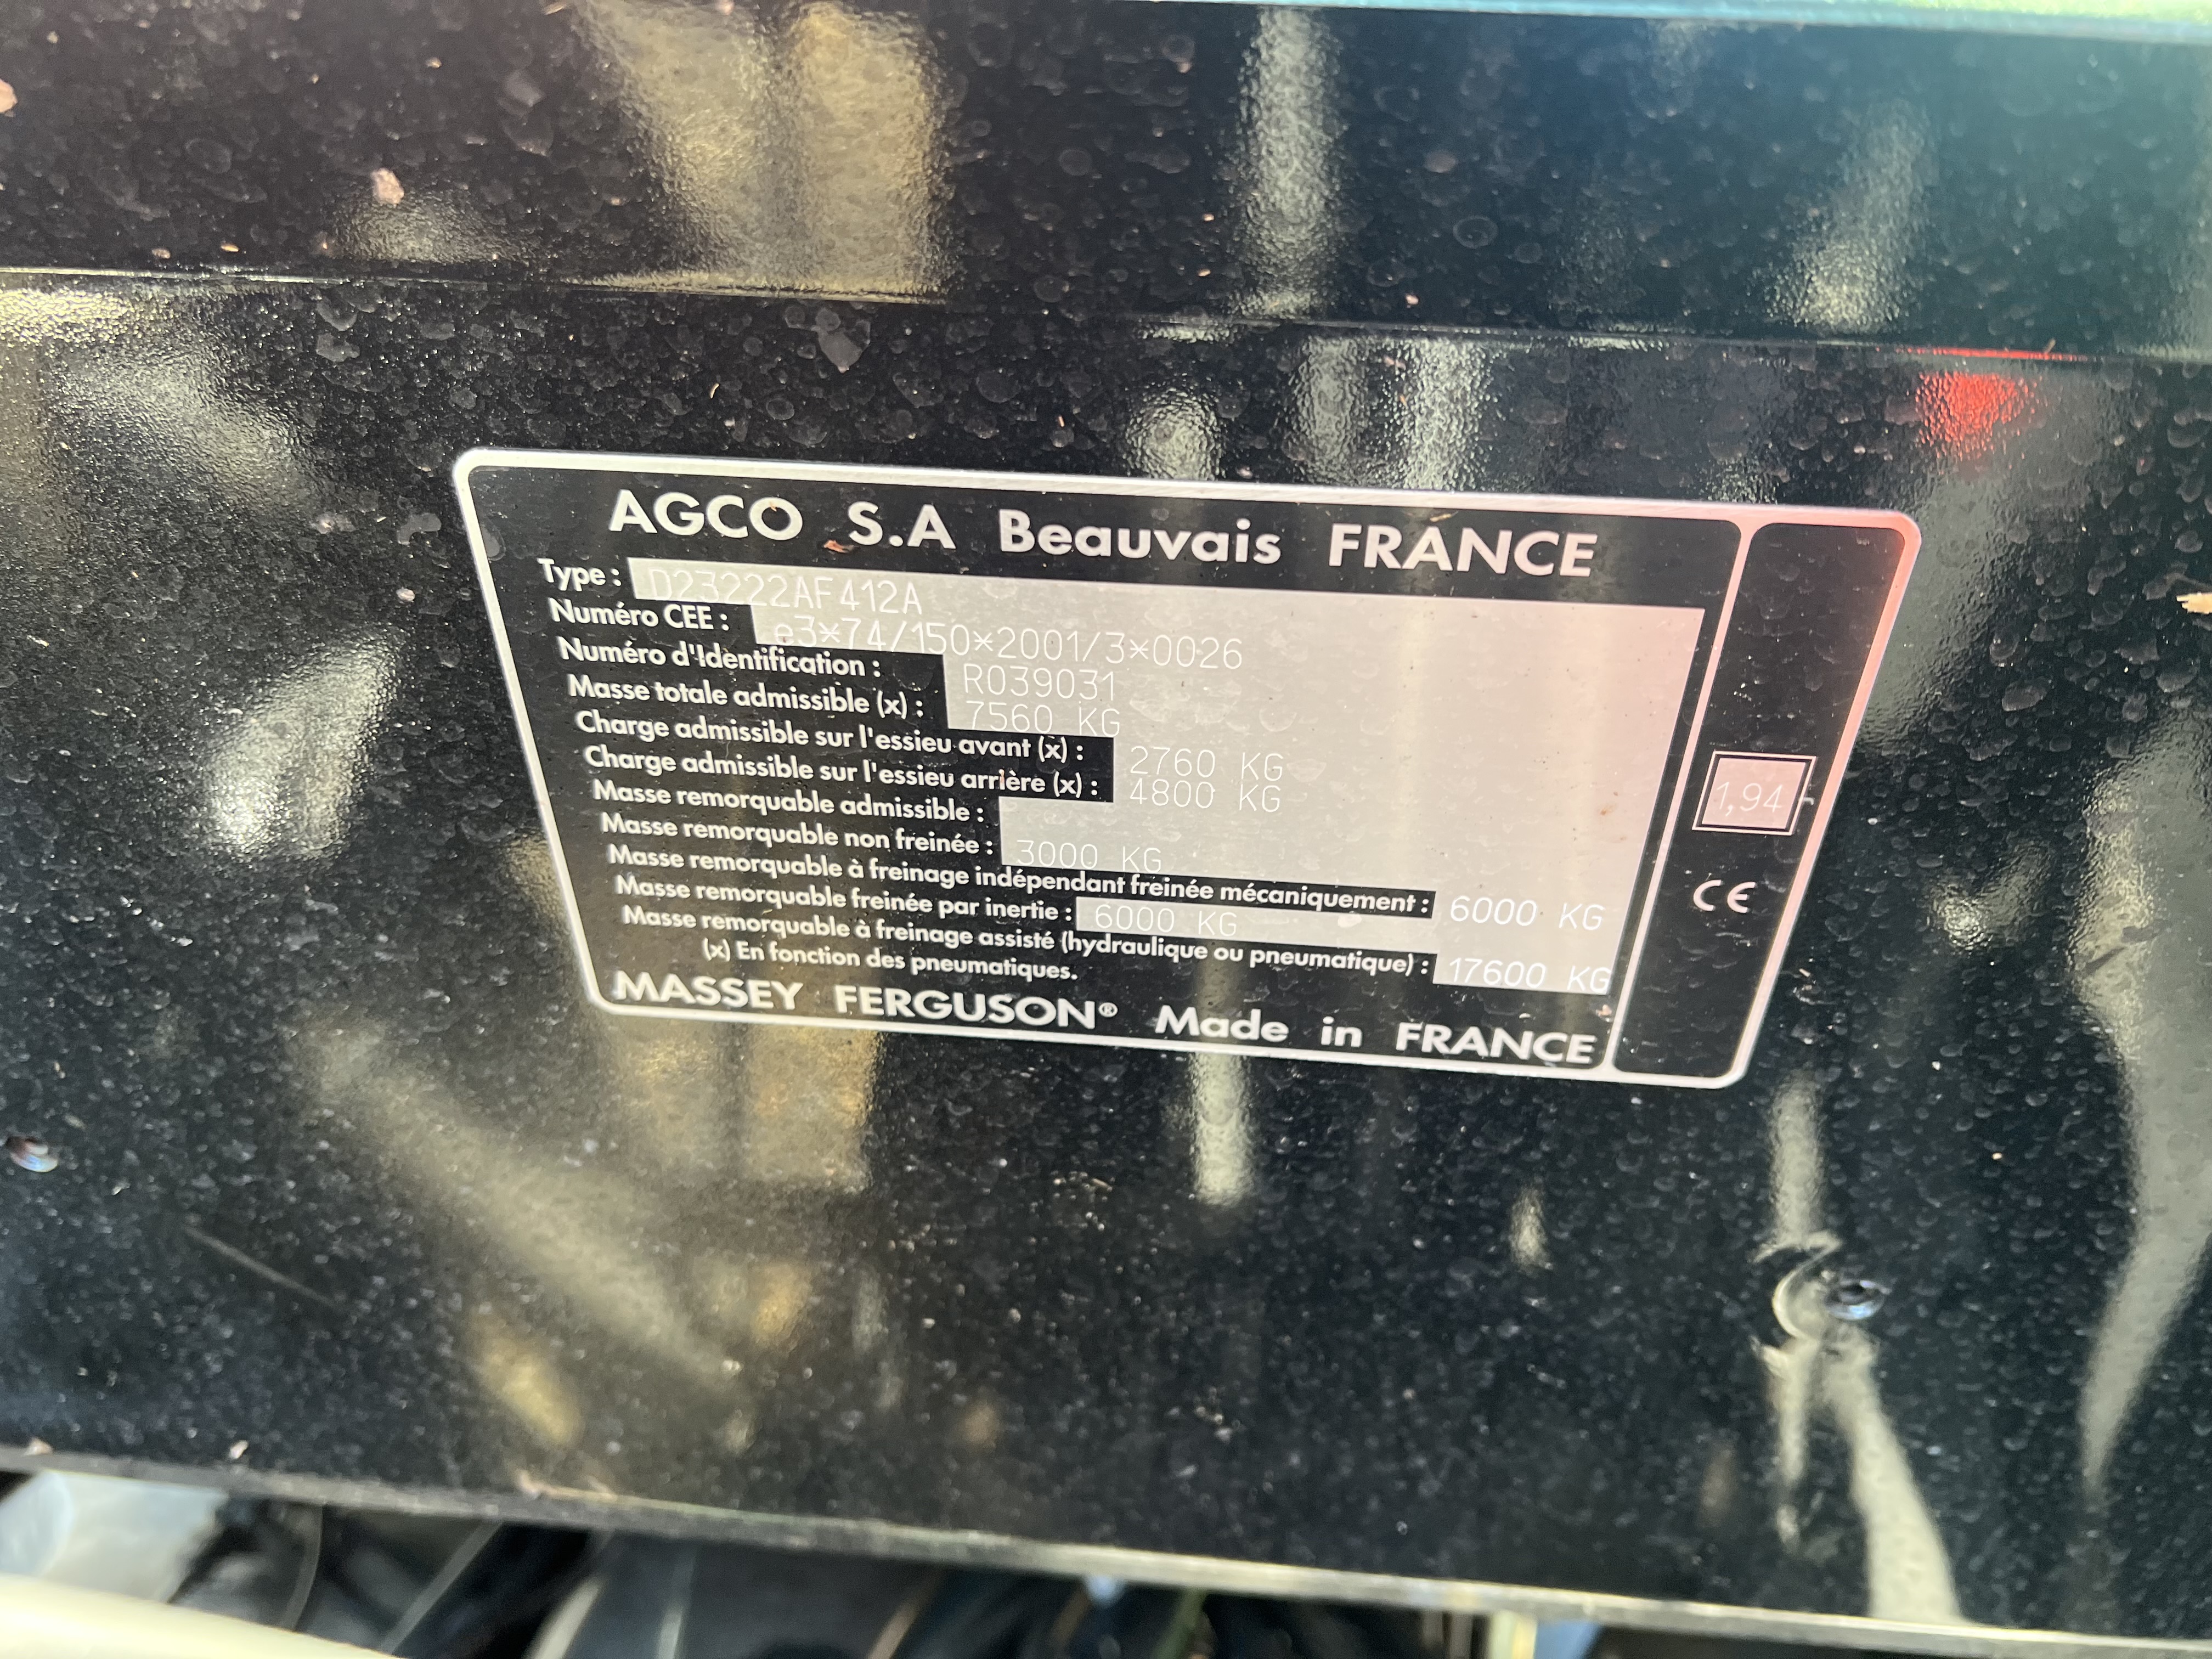 AGCO S.A Beauvais FRANCE
Type : D23222AF412A
Numéro CEE : e3*74/150*2001/3*0026
Numéro d'Identification : R039031
Masse totale admissible (x) : 7560 KG
Charge admissible sur l'essieu avant (x) : 2760 KG
Charge admissible sur l'essieu arrière (x) : 4800 KG
Masse remorquable admissible :
Masse remorquable non freinée : 3000 KG
Masse remorquable à freinage indépendant freinée mécaniquement : 6000 KG
Masse remorquable freinée par inertie : 6000 KG
Masse remorquable à freinage assisté (hydraulique ou pneumatique) : 17600 KG
(x) En fonction des pneumatiques.
MASSEY FERGUSON® Made in FRANCE
1,94
CE